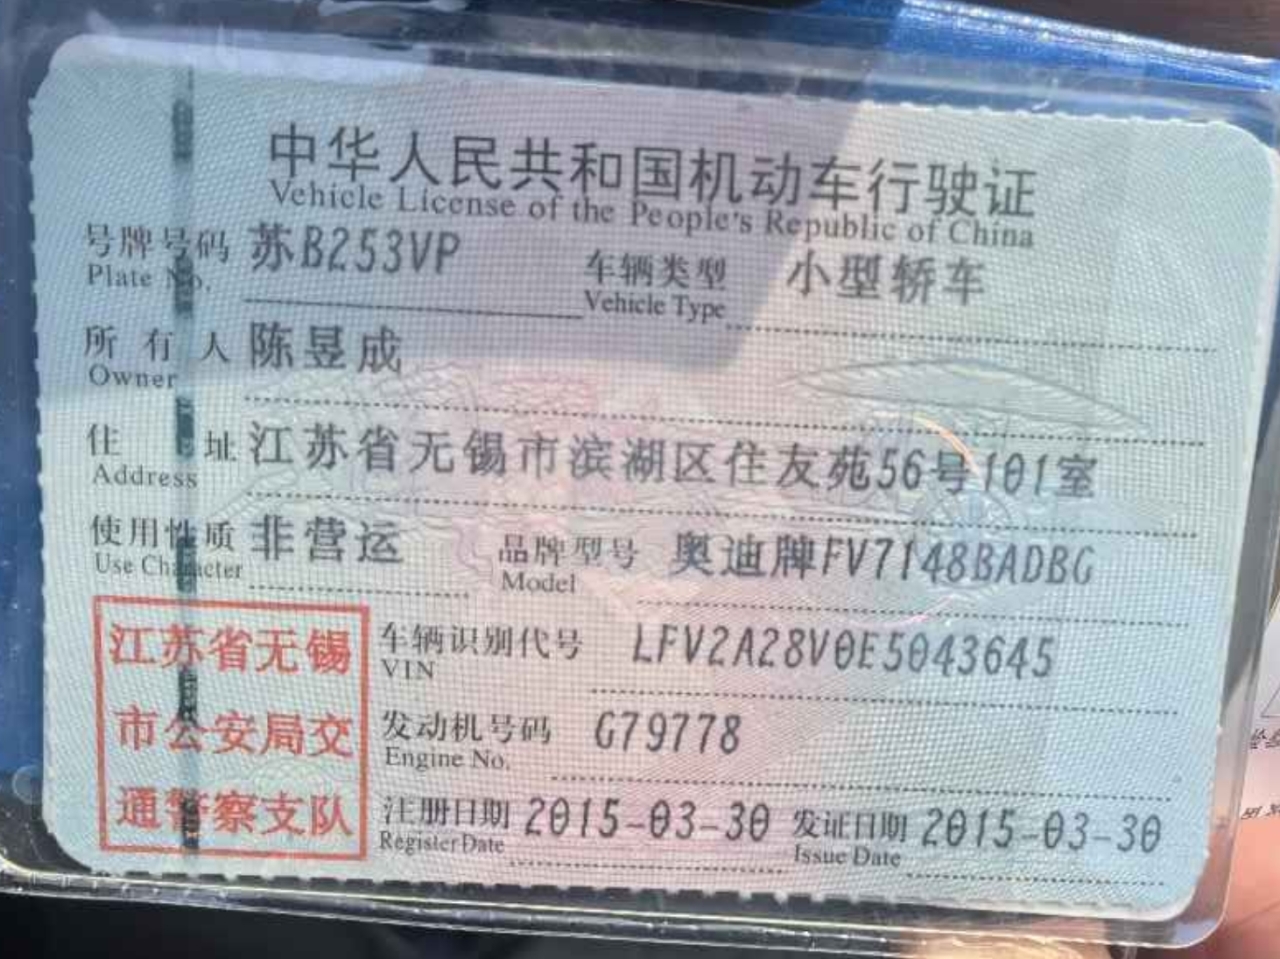 中华人民共和国机动车行驶证
Vehicle License of the People's Republic of China
号牌号码 苏B253VP 车辆类型 小型轿车
Plate No. Vehicle Type
所有人 陈昱成
Owner
住址 江苏省无锡市滨湖区住友苑56号101室
Address
使用性质 非营运 品牌型号 奥迪牌FV7148BADBG
Use Character Model
江苏省无锡
市公安局交
通警察支队
车辆识别代号 LFV2A28V0E5043645
VIN
发动机号码 G79778
Engine No.
注册日期 2015-03-30 发证日期 2015-03-30
Register Date Issue Date